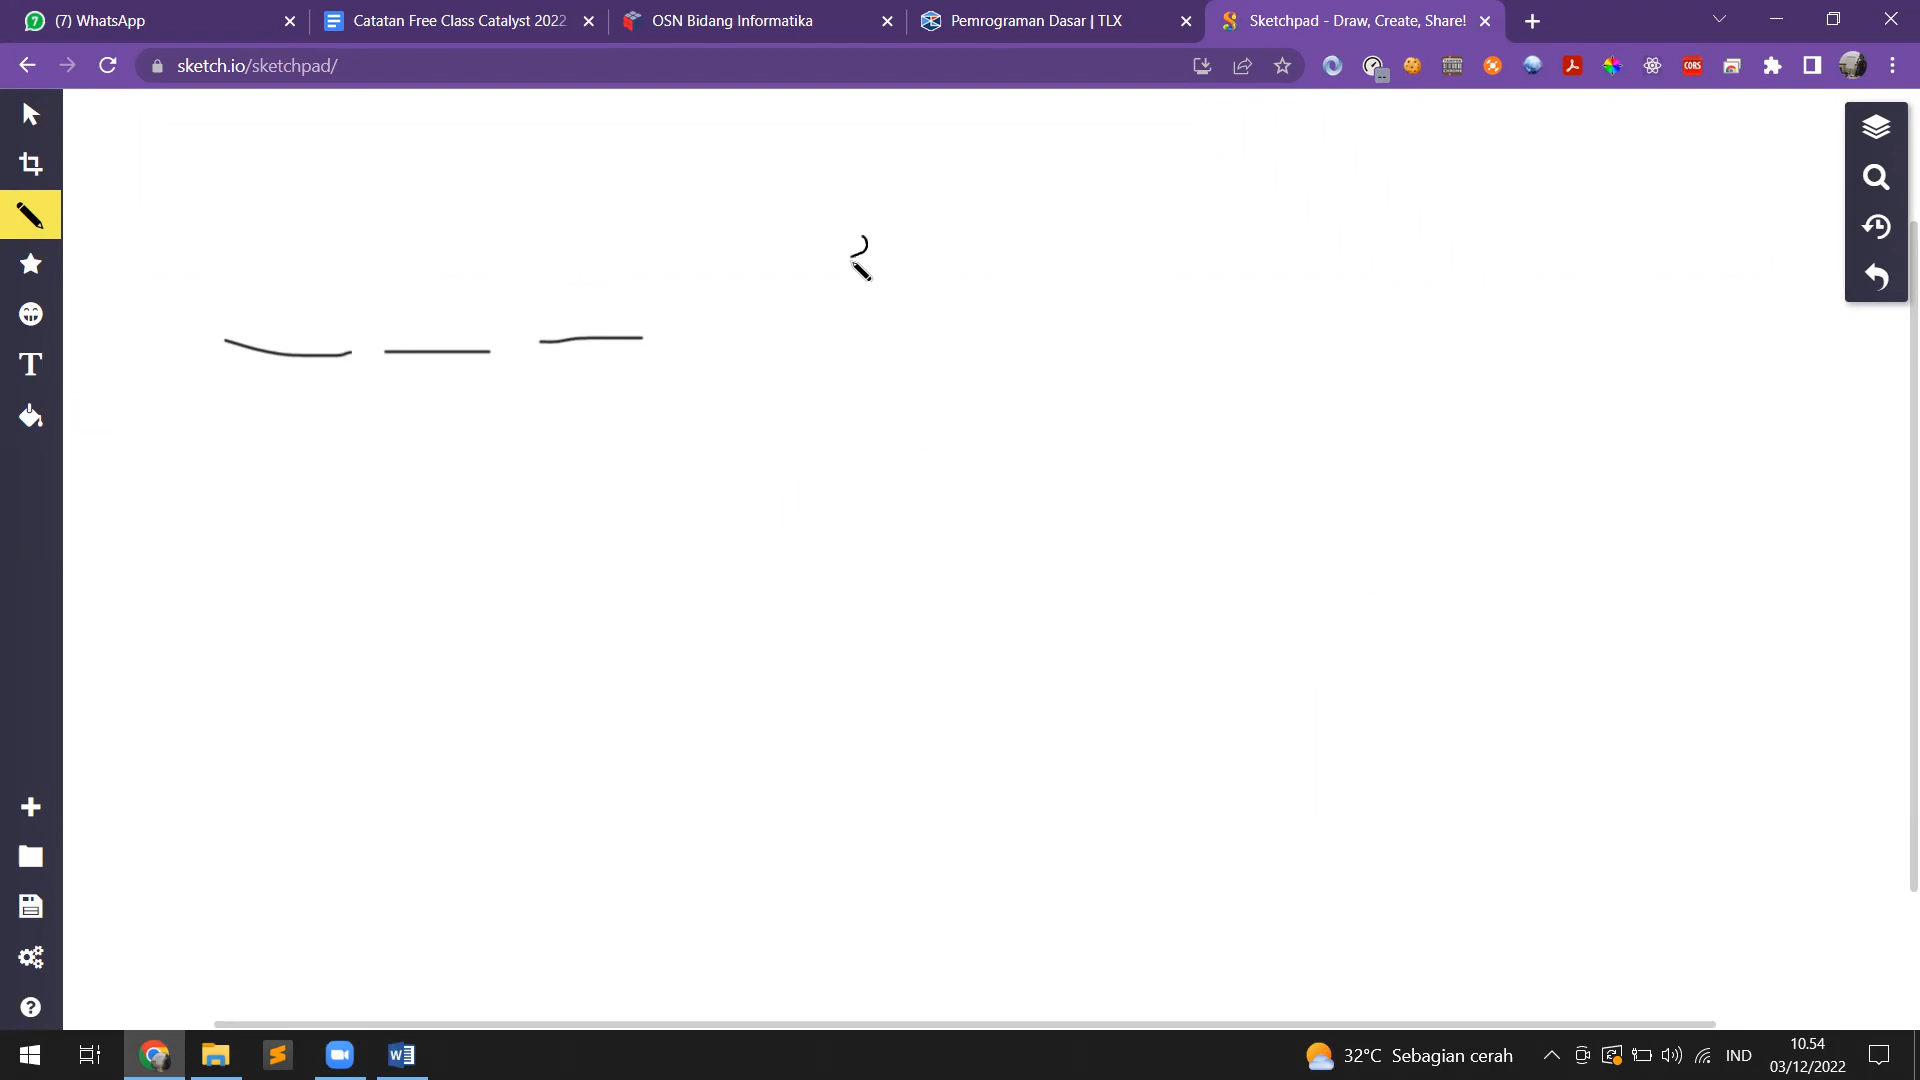 (7) WhatsApp
Catatan Free Class Catalyst 2022
OSN Bidang Informatika
Pemrograman Dasar | TLX
Sketchpad - Draw, Create, Share!
sketch.io/sketchpad/
CORS
T
32°C Sebagian cerah
IND
10.54
03/12/2022